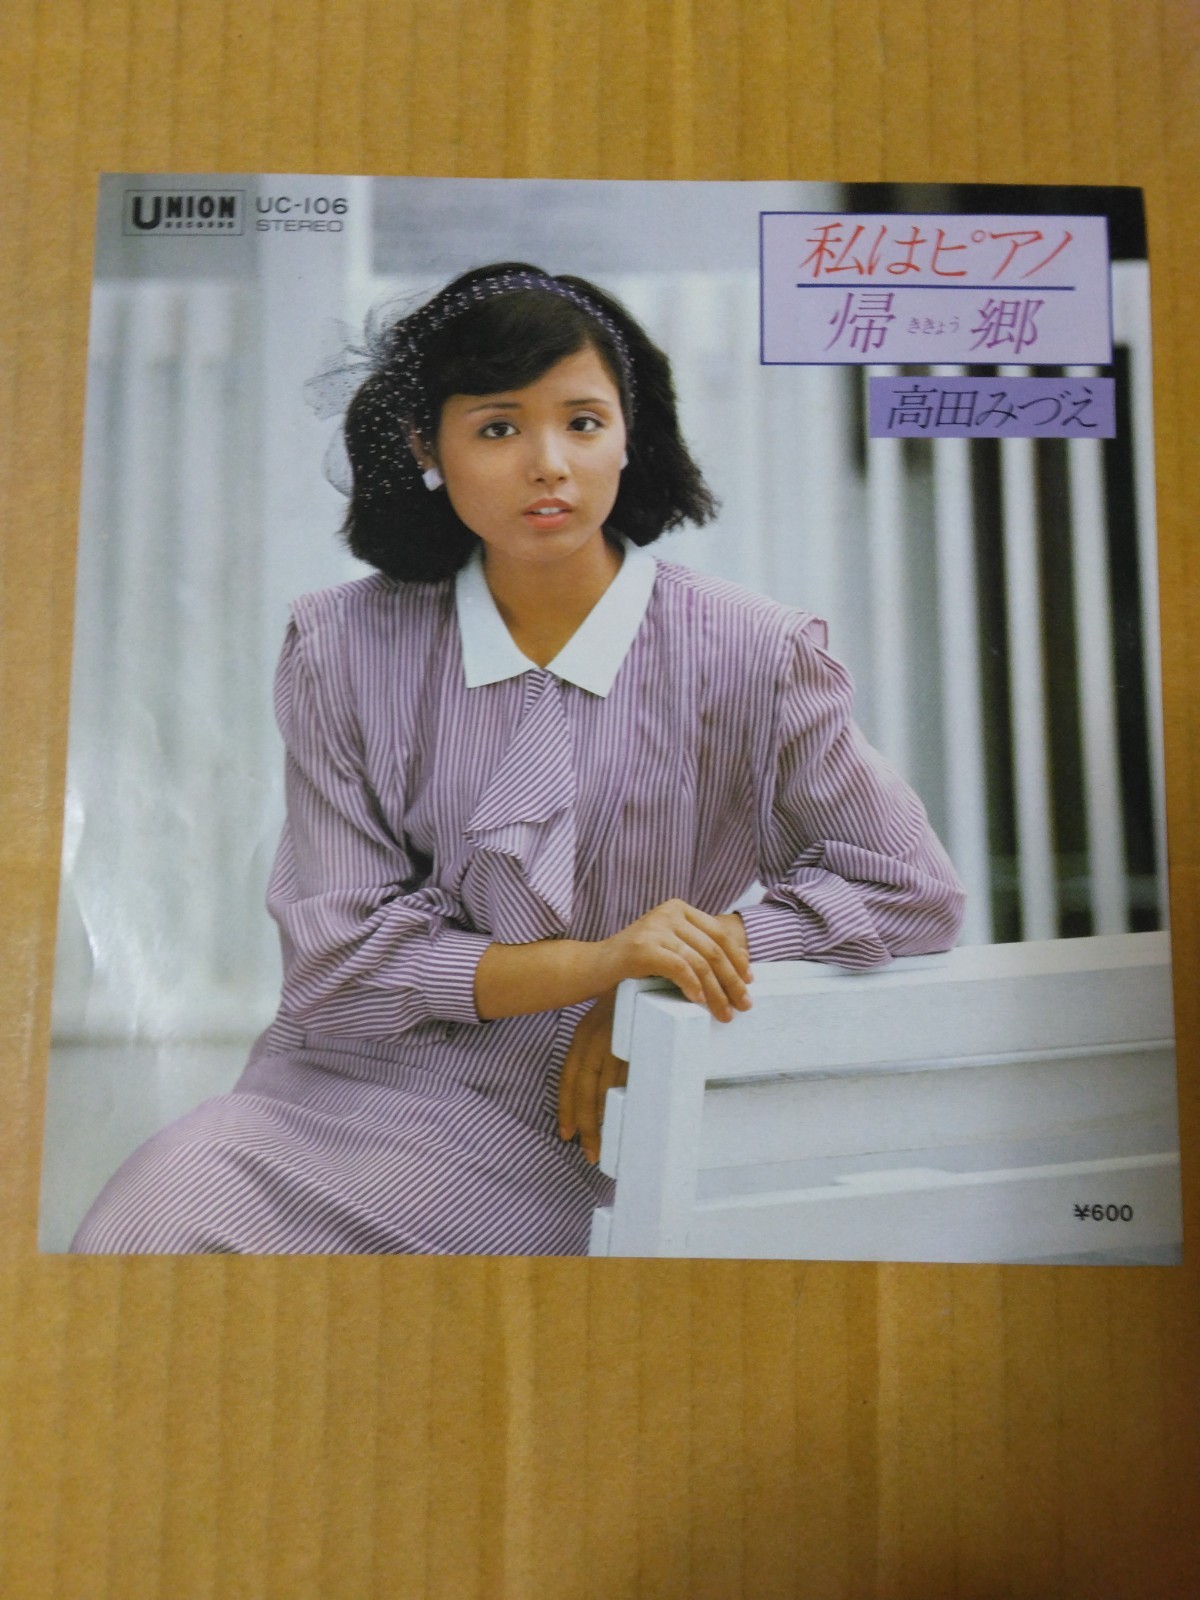 UNION
RECORDS
UC-106
STEREO
私はピアノ
帰郷
ききょう
高田みづえ
¥600